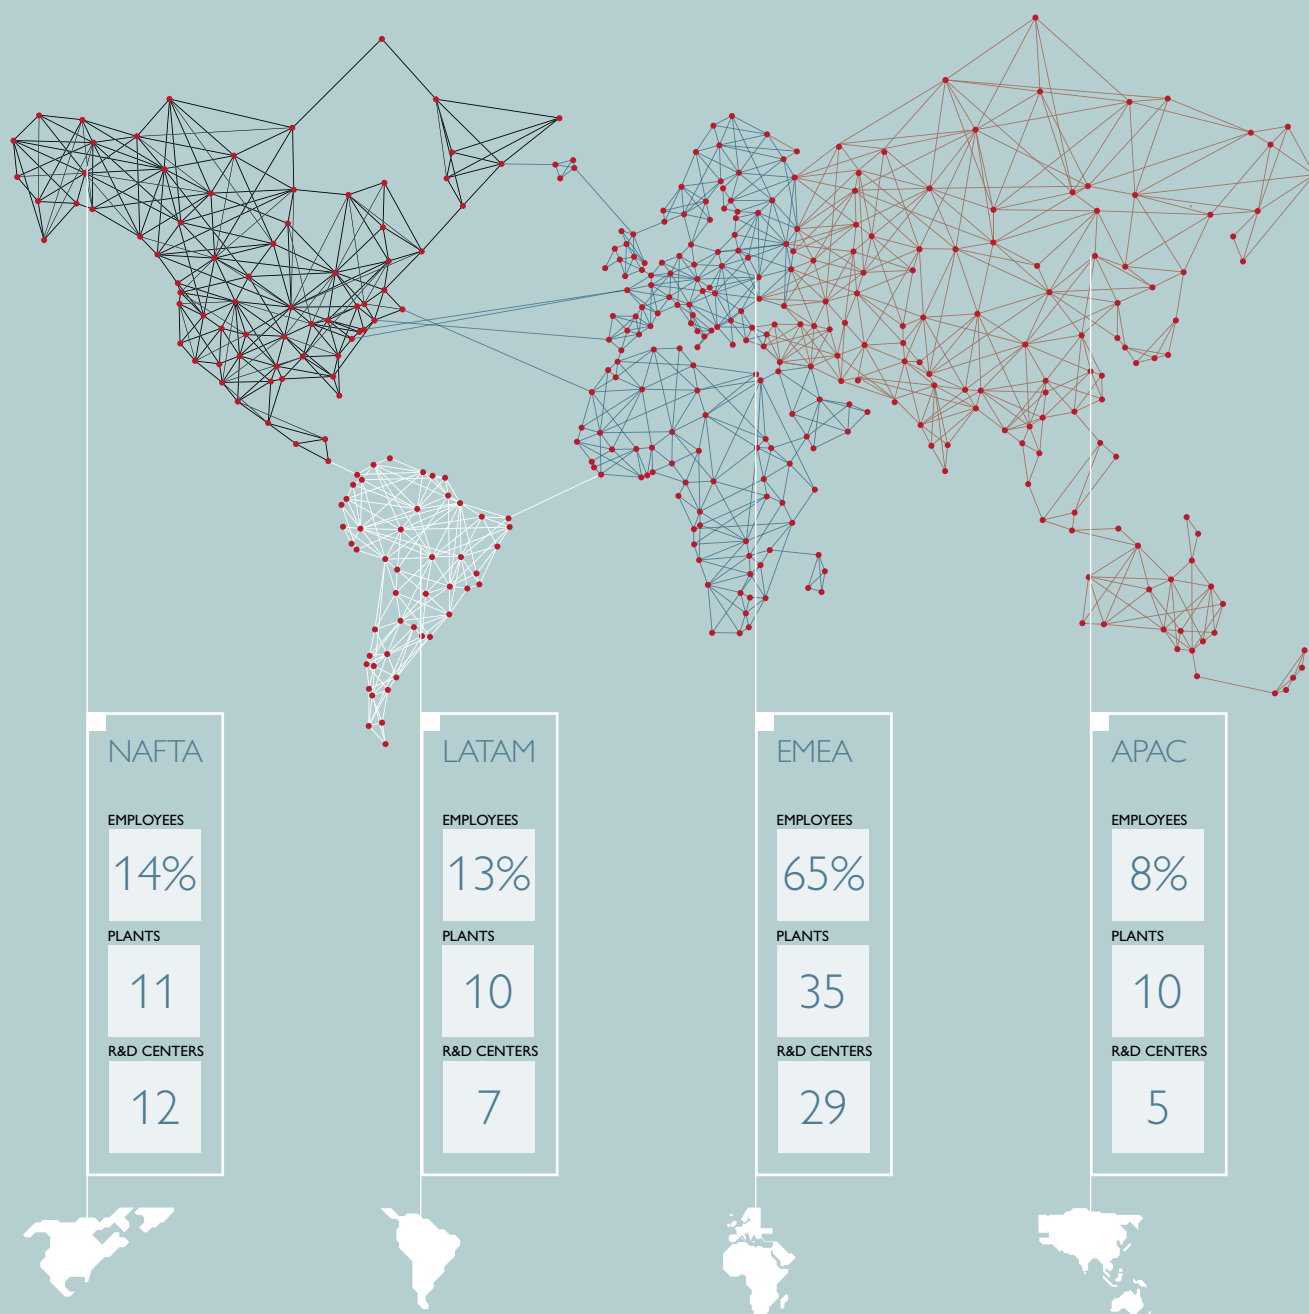 NAFTA
EMPLOYEES
14%
PLANTS
11
R&D CENTERS
12
LATAM
EMPLOYEES
13%
PLANTS
10
R&D CENTERS
7
EMEA
EMPLOYEES
65%
PLANTS
35
R&D CENTERS
29
APAC
EMPLOYEES
8%
PLANTS
10
R&D CENTERS
5